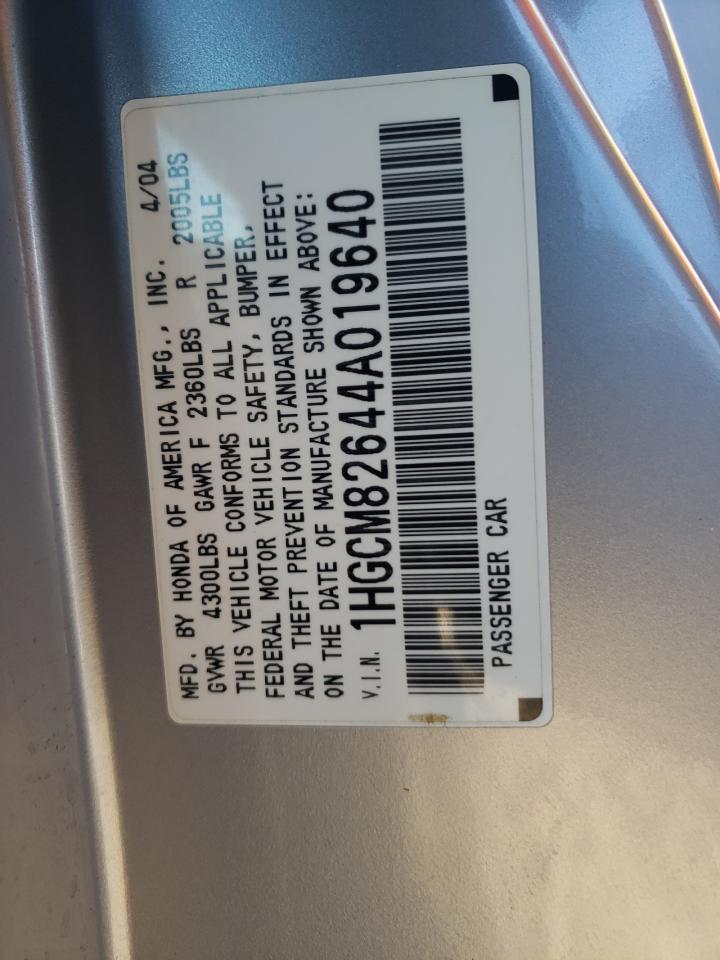 MFD. BY HONDA OF AMERICA MFG., INC. 4/04
GVWR 4300LBS GAWR F 2360LBS R 2005LBS
THIS VEHICLE CONFORMS TO ALL APPLICABLE
FEDERAL MOTOR VEHICLE SAFETY, BUMPER,
AND THEFT PREVENTION STANDARDS IN EFFECT
ON THE DATE OF MANUFACTURE SHOWN ABOVE:
V.I.N. 1HGCM82644A019640
PASSENGER CAR